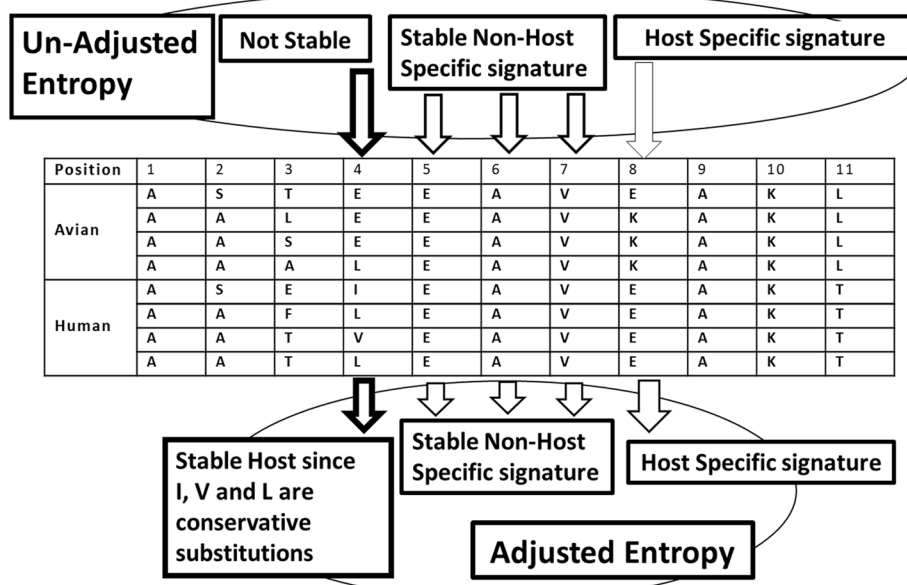 Un-Adjusted
Entropy
Not Stable
Stable Non-Host
Specific signature
Host Specific signature
Position 1 2 3 4 5 6 7 8 9 10 11
Avian
A S T E E A V E A K L
A A L E E A V K A K L
A A S E E A V K A K L
A A A L E A V K A K L
Human
A S E I E A V E A K T
A A F L E A V E A K T
A A T V E A V E A K T
A A T L E A V E A K T
Stable Host since
I, V and L are
conservative
substitutions
Stable Non-Host
Specific signature
Host Specific signature
Adjusted Entropy